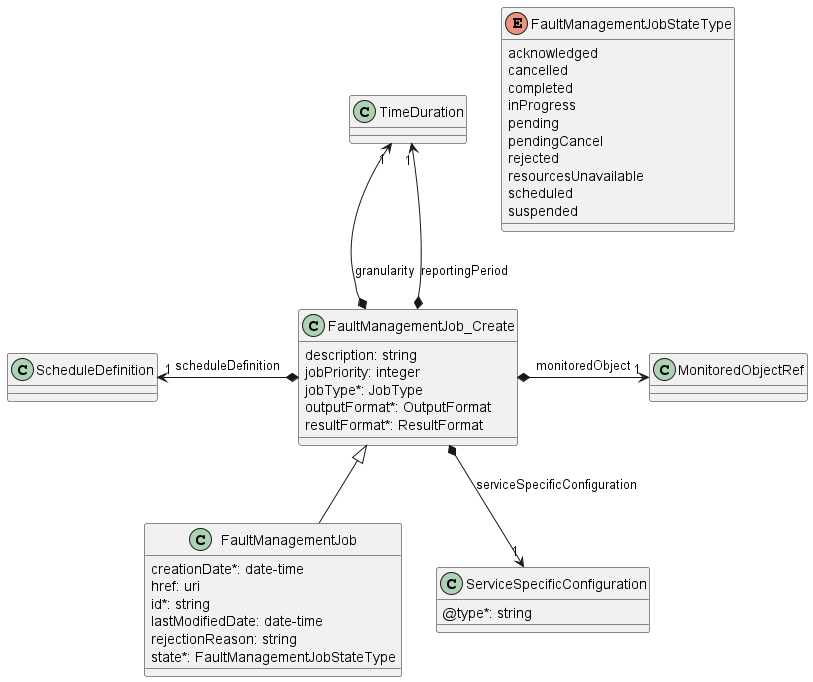 E FaultManagementJobStateType
acknowledged
cancelled
completed
inProgress
pending
pendingCancel
rejected
resourcesUnavailable
scheduled
suspended
C TimeDuration
1
1
granularity
reportingPeriod
C FaultManagementJob_Create
description: string
jobPriority: integer
jobType*: JobType
outputFormat*: OutputFormat
resultFormat*: ResultFormat
C ScheduleDefinition
1
scheduleDefinition
monitoredObject
1
C MonitoredObjectRef
serviceSpecificConfiguration
1
C FaultManagementJob
creationDate*: date-time
href: uri
id*: string
lastModifiedDate: date-time
rejectionReason: string
state*: FaultManagementJobStateType
C ServiceSpecificConfiguration
@type*: string